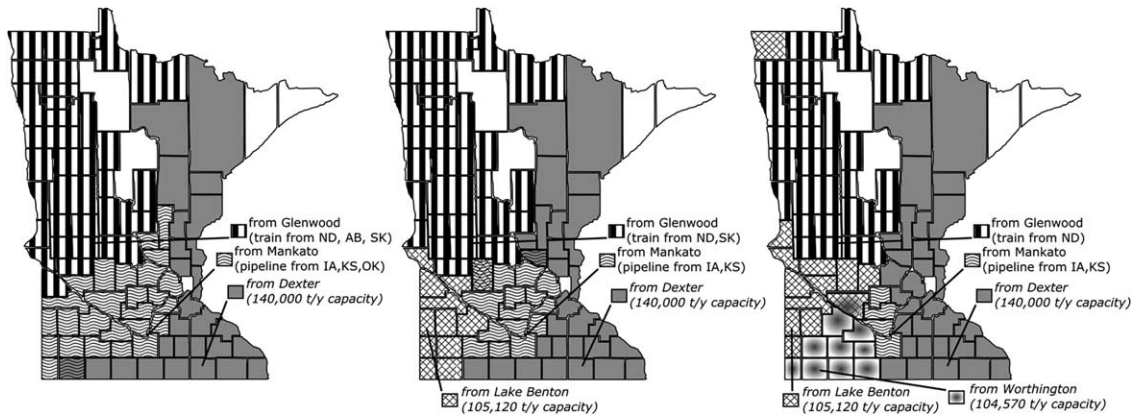 from Glenwood
(train from ND, AB, SK)
from Mankato
(pipeline from IA,KS,OK)
from Dexter
(140,000 t/y capacity)
from Glenwood
(train from ND,SK)
from Mankato
(pipeline from IA,KS)
from Dexter
(140,000 t/y capacity)
from Lake Benton
(105,120 t/y capacity)
from Glenwood
(train from ND)
from Mankato
(pipeline from IA,KS)
from Dexter
(140,000 t/y capacity)
from Lake Benton
(105,120 t/y capacity)
from Worthington
(104,570 t/y capacity)